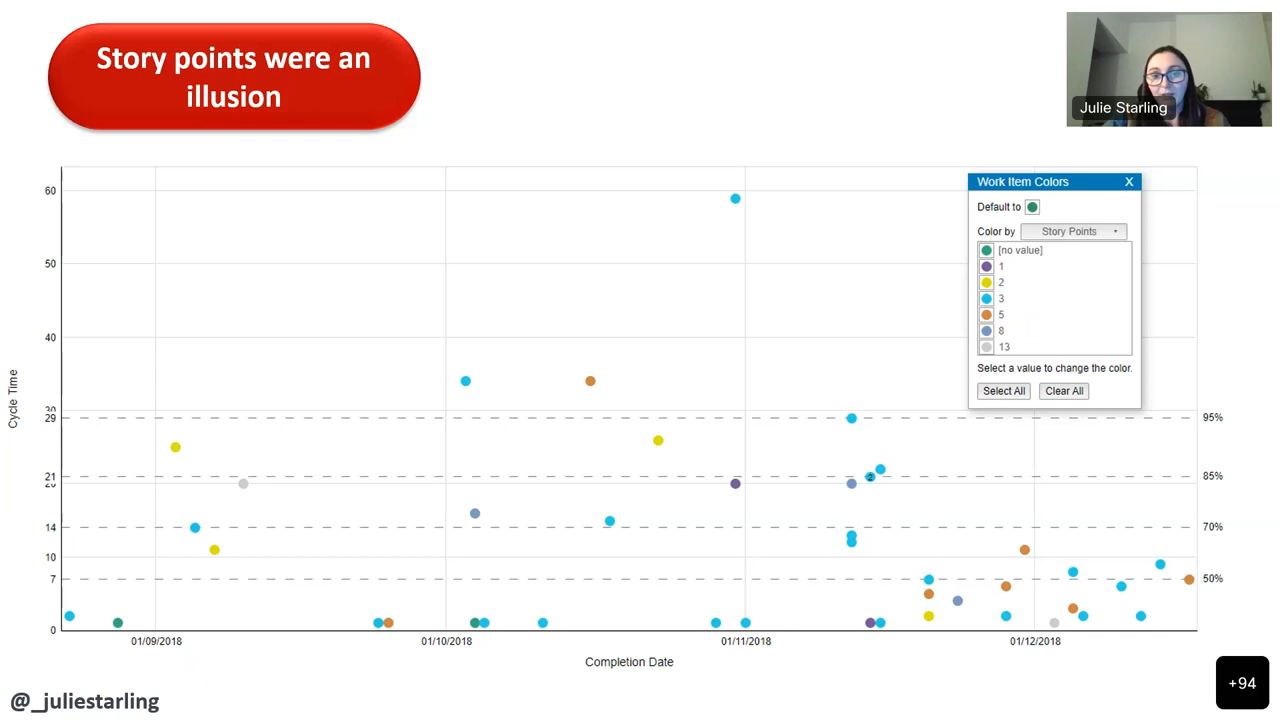 Story points were an
illusion
Julie Starling
Work Item Colors X
Default to
Color by Story Points
[no value]
1
2
3
5
8
13
Select a value to change the color.
Select All Clear All
60
50
40
30
29
21
20
14
10
7
0
Cycle Time
95%
85%
70%
50%
2
01/09/2018 01/10/2018 01/11/2018 01/12/2018
Completion Date
@_juliestarling
+94